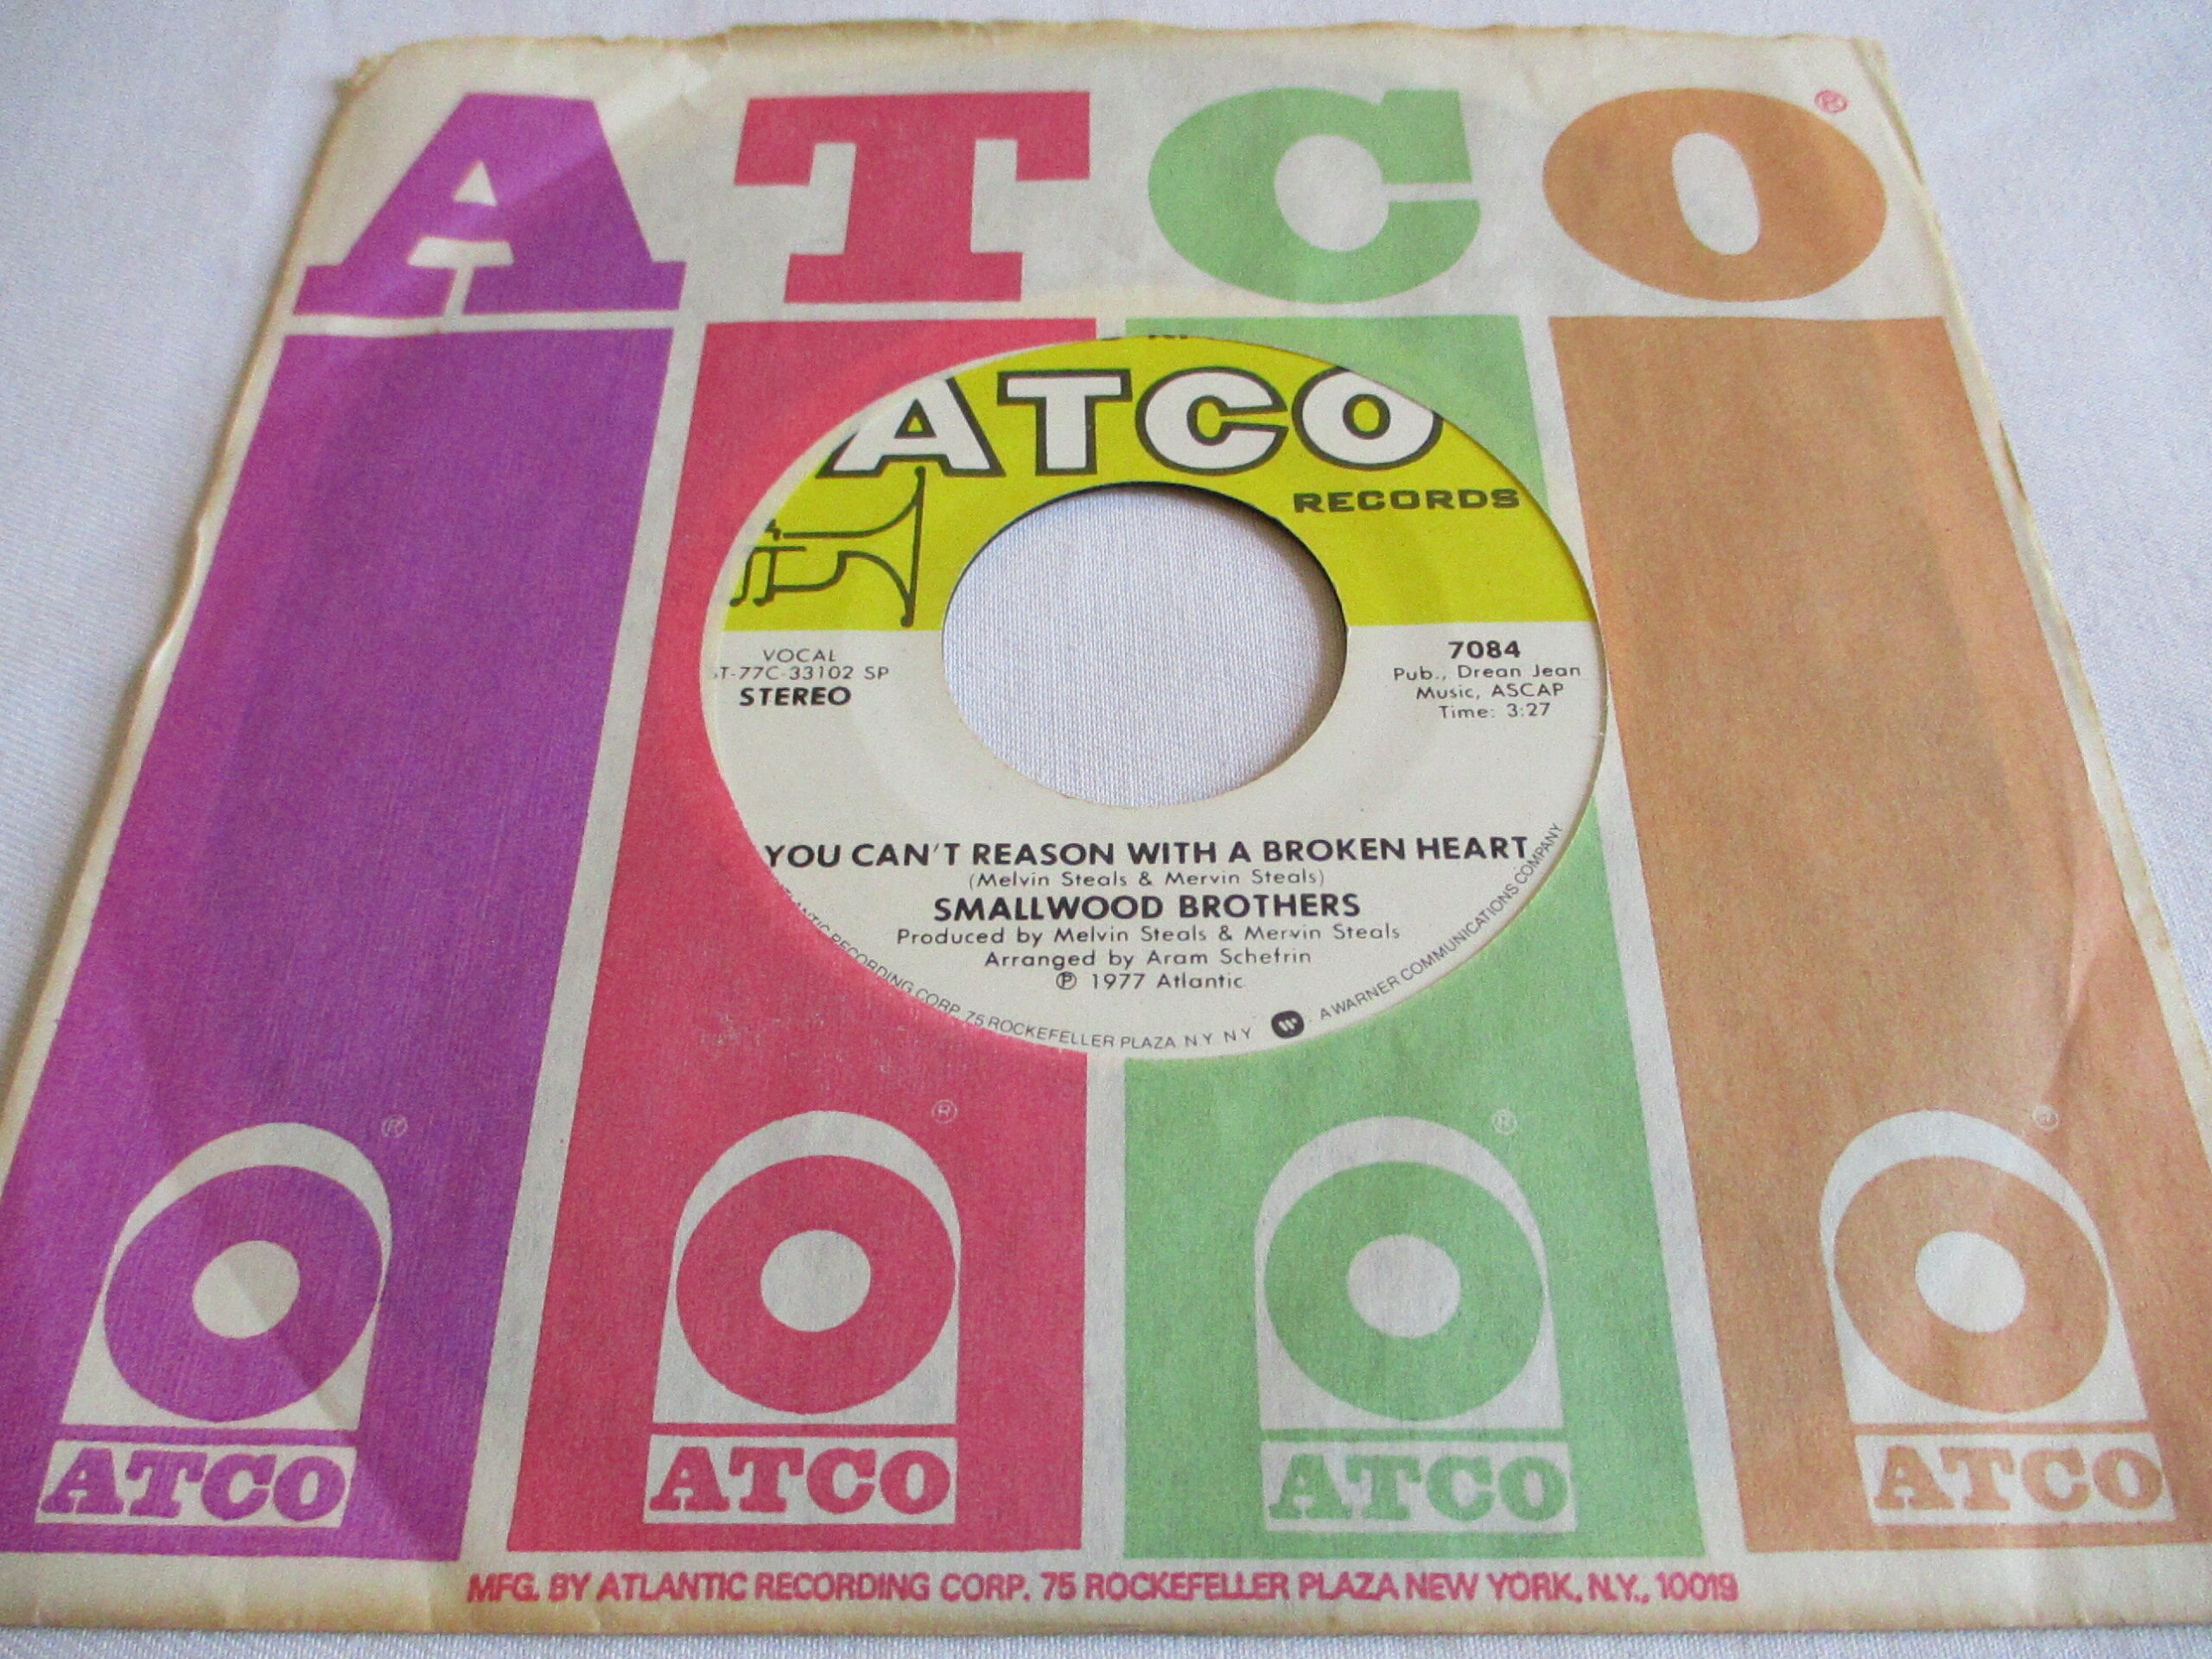 ATCO®
ATCO
RECORDS
VOCAL
T-77C-33102 SP
STEREO
7084
Pub., Drean Jean
Music, ASCAP
Time: 3:27
YOU CAN'T REASON WITH A BROKEN HEART
(Melvin Steals & Mervin Steals)
SMALLWOOD BROTHERS
Produced by Melvin Steals & Mervin Steals
Arranged by Aram Schefrin
℗ 1977 Atlantic
RECORDING CORP. 75 ROCKEFELLER PLAZA N Y N Y
A WARNER COMMUNICATIONS COMPANY
® ® ® ®
ATCO ATCO ATCO ATCO
MFG. BY ATLANTIC RECORDING CORP. 75 ROCKEFELLER PLAZA NEW YORK, N.Y., 10019